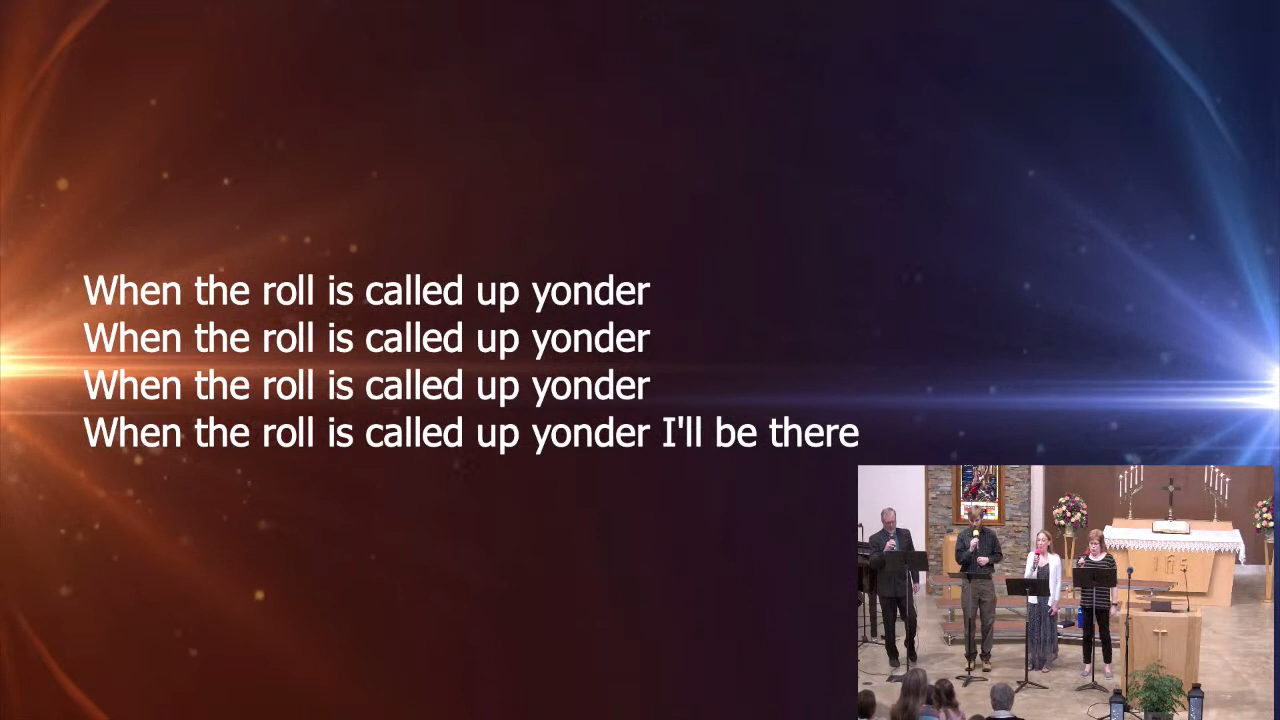 When the roll is called up yonder
When the roll is called up yonder
When the roll is called up yonder
When the roll is called up yonder I'll be there
IHS